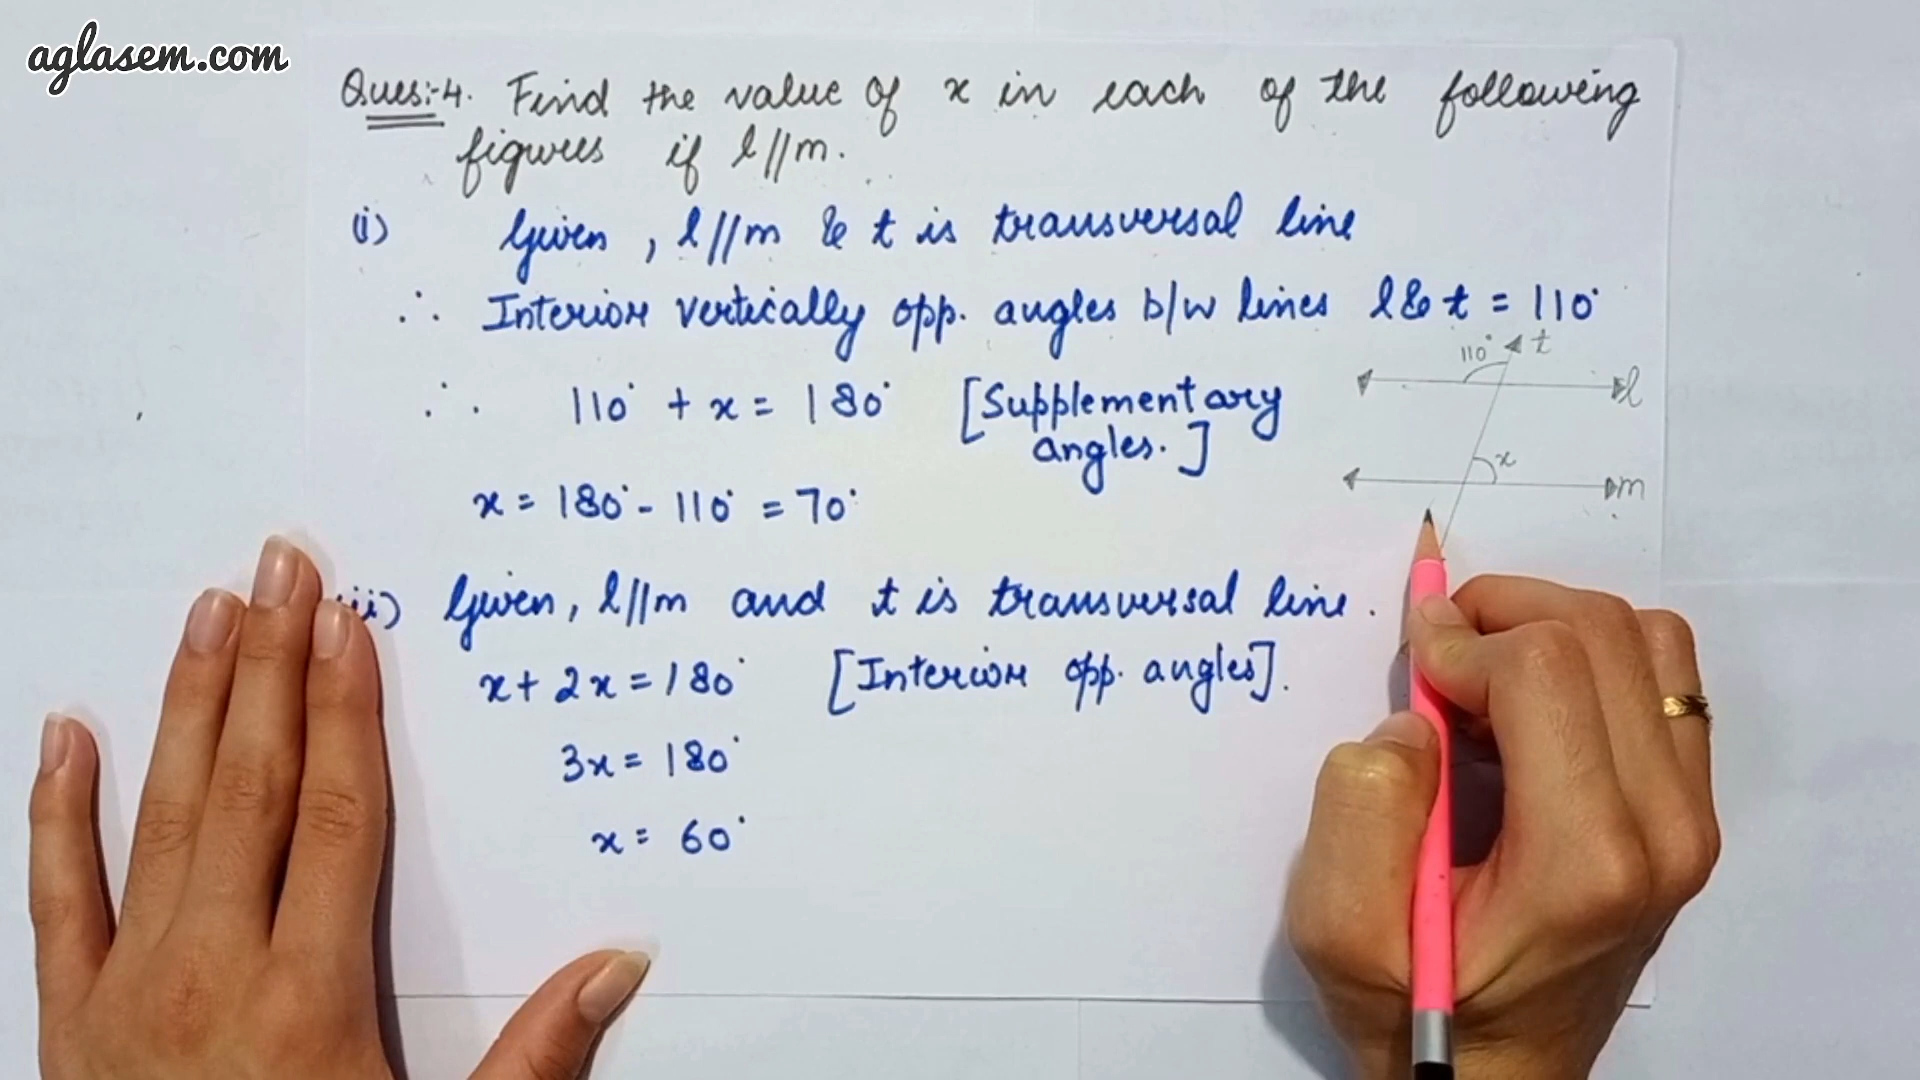 aglasem.com
Ques:-4. Find the value of x in each of the following
figures if l//m.
(i) Given, l//m & t is transversal line
∴ Interior vertically opp. angles b/w lines l & t = 110°
∴ 110° + x = 180° [Supplementary
angles.]
x = 180° - 110° = 70°
110° t
l
x
m
ii) Given, l//m and t is transversal line.
x + 2x = 180° [Interior opp. angles].
3x = 180°
x = 60°